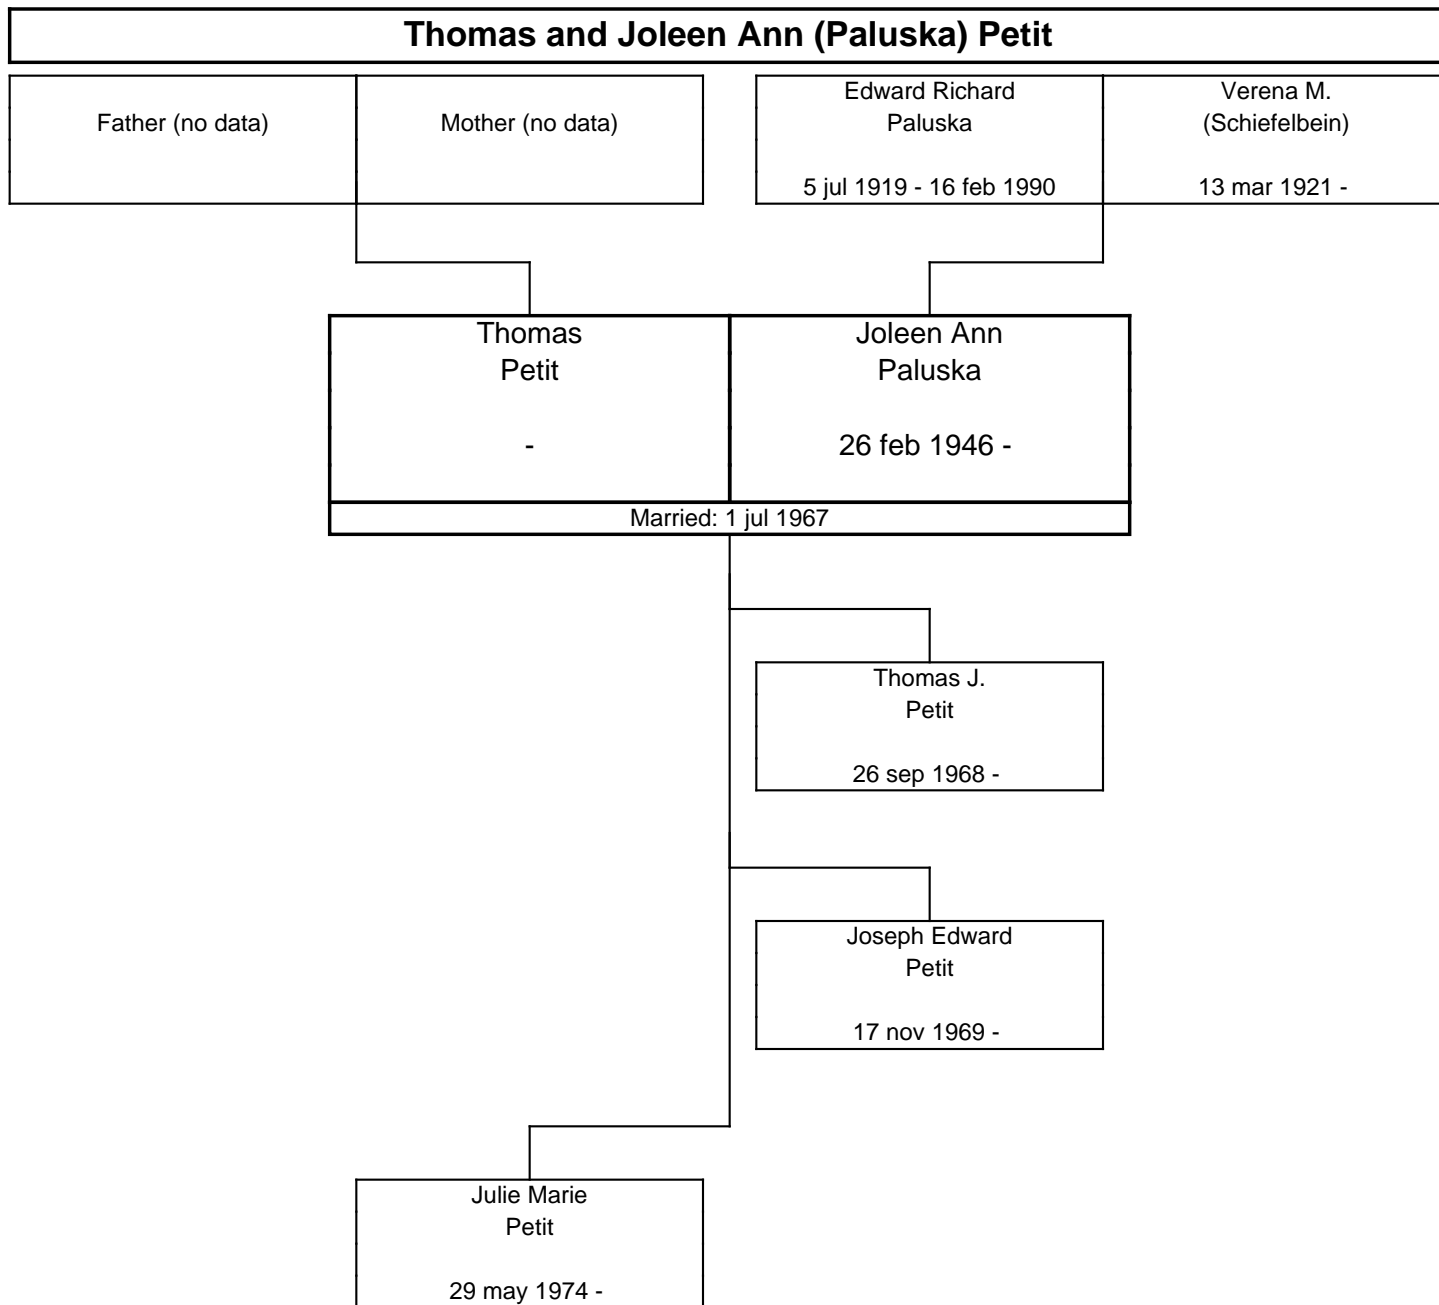 Thomas and Joleen Ann (Paluska) Petit
Father (no data)
Mother (no data)
Edward Richard
Paluska
5 jul 1919 - 16 feb 1990
Verena M.
(Schiefelbein)
13 mar 1921 -
Thomas
Petit
-
Joleen Ann
Paluska
26 feb 1946 -
Married: 1 jul 1967
Thomas J.
Petit
26 sep 1968 -
Joseph Edward
Petit
17 nov 1969 -
Julie Marie
Petit
29 may 1974 -